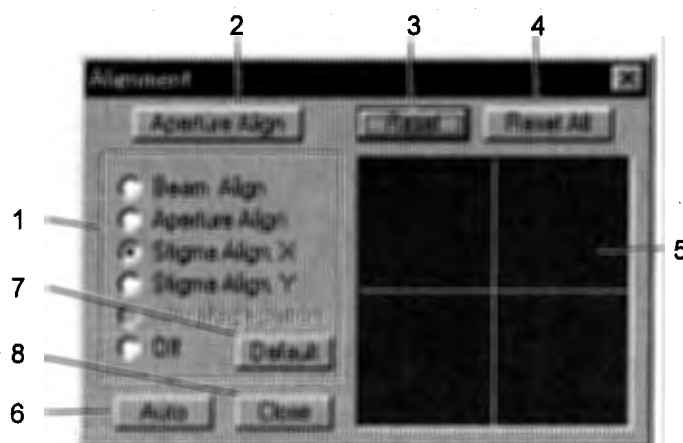 2 3 4
Alignment
Aperture Align Reset Reset All
Beam Align
1 Aperture Align
Stigma Align. X
5
Stigma Align. Y
7
Off Default
8
6 Auto Close